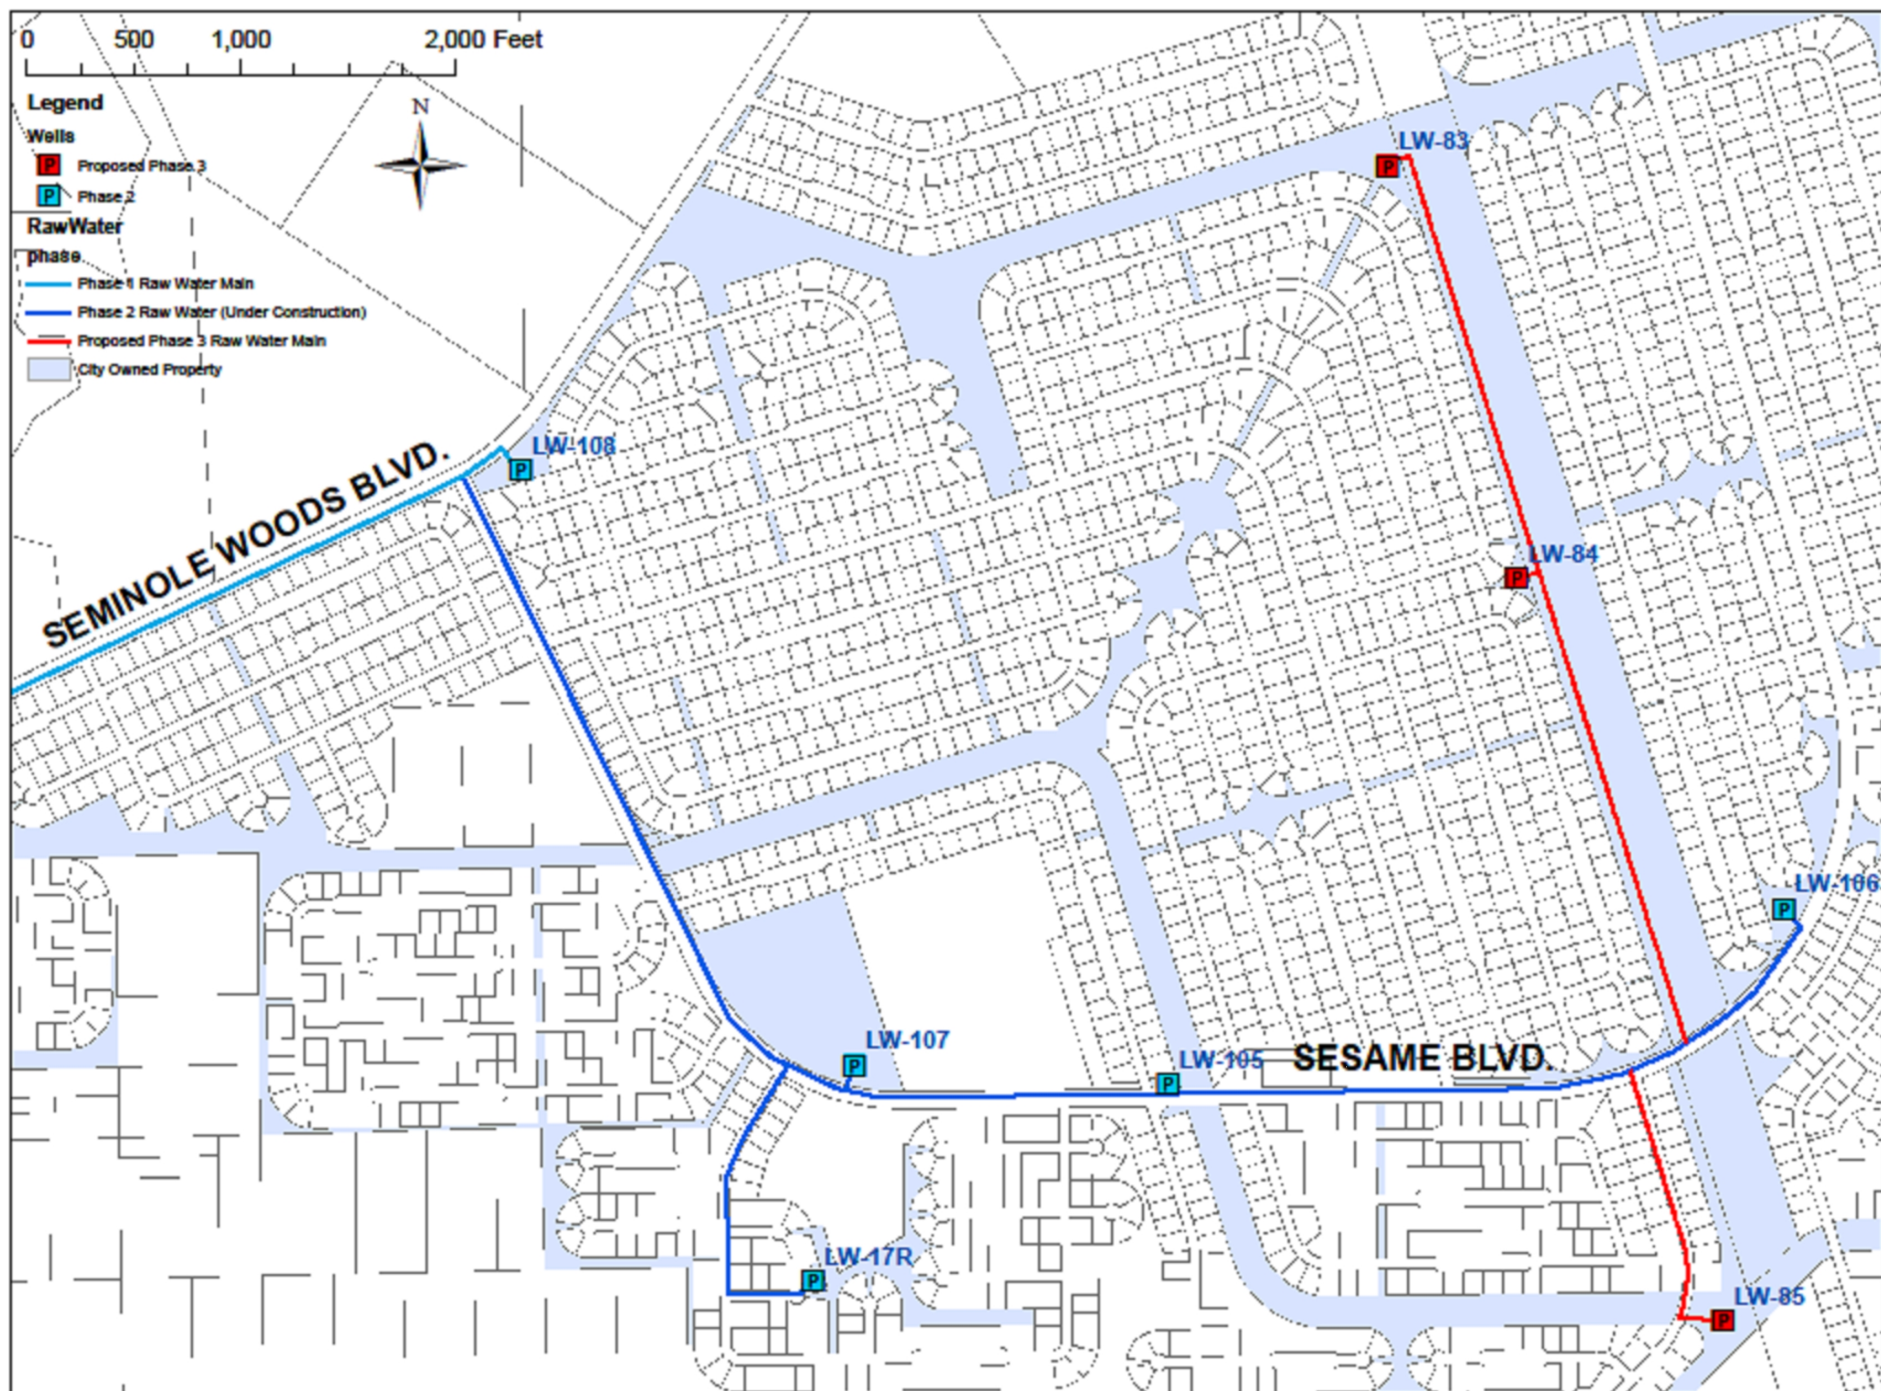 0 500 1,000 2,000 Feet
Legend
Wells
P Proposed Phase 3
P Phase 2
RawWater
phase
Phase 1 Raw Water Main
Phase 2 Raw Water (Under Construction)
Proposed Phase 3 Raw Water Main
City Owned Property
N
LW-83
P
LW-108
P
SEMINOLE WOODS BLVD.
LW-84
P
LW-106
P
LW-107
P
LW-105
P
SESAME BLVD.
LW-17R
P
LW-85
P